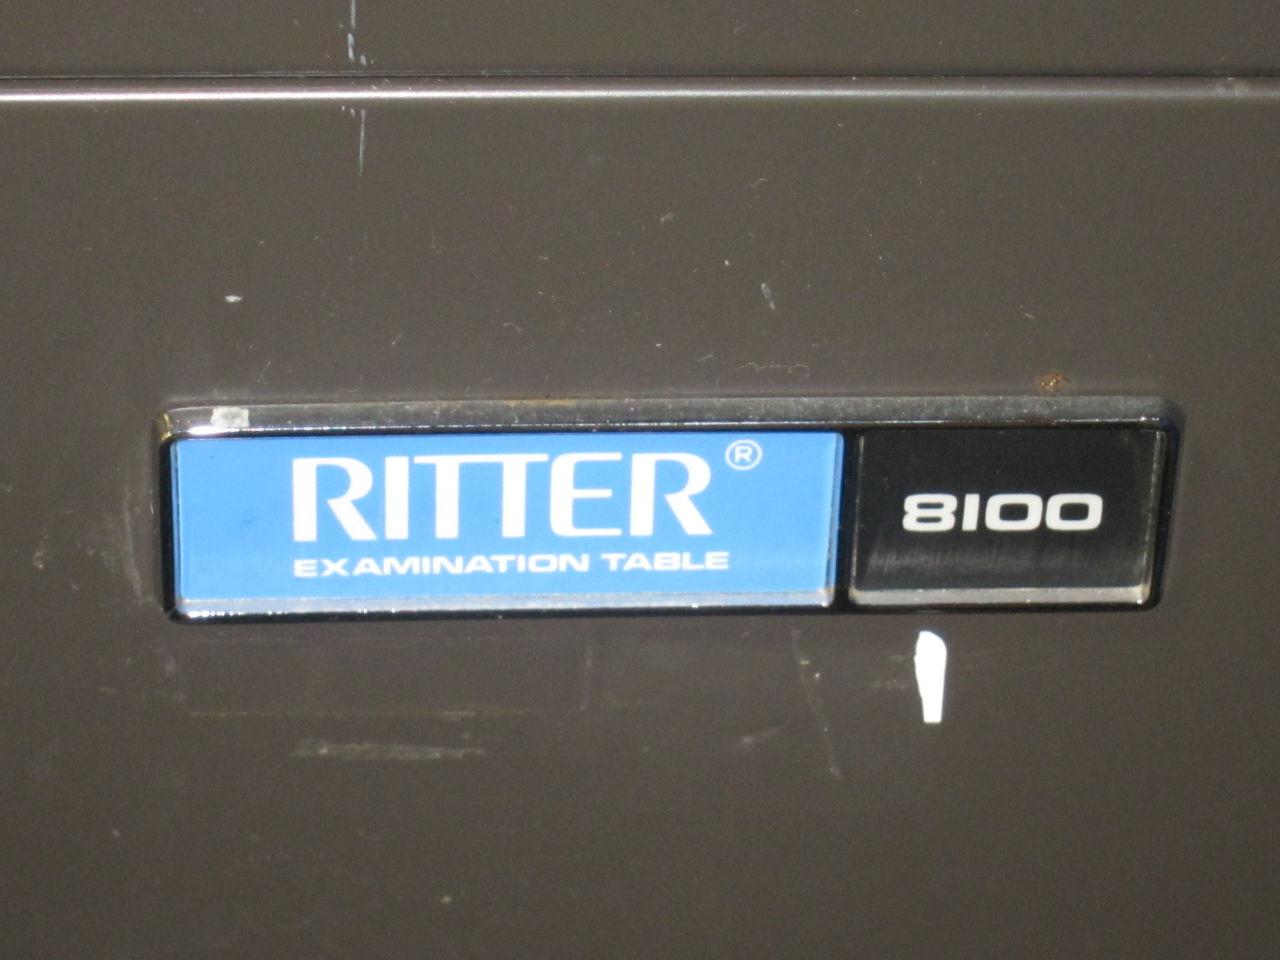 RITTER®
EXAMINATION TABLE
8100